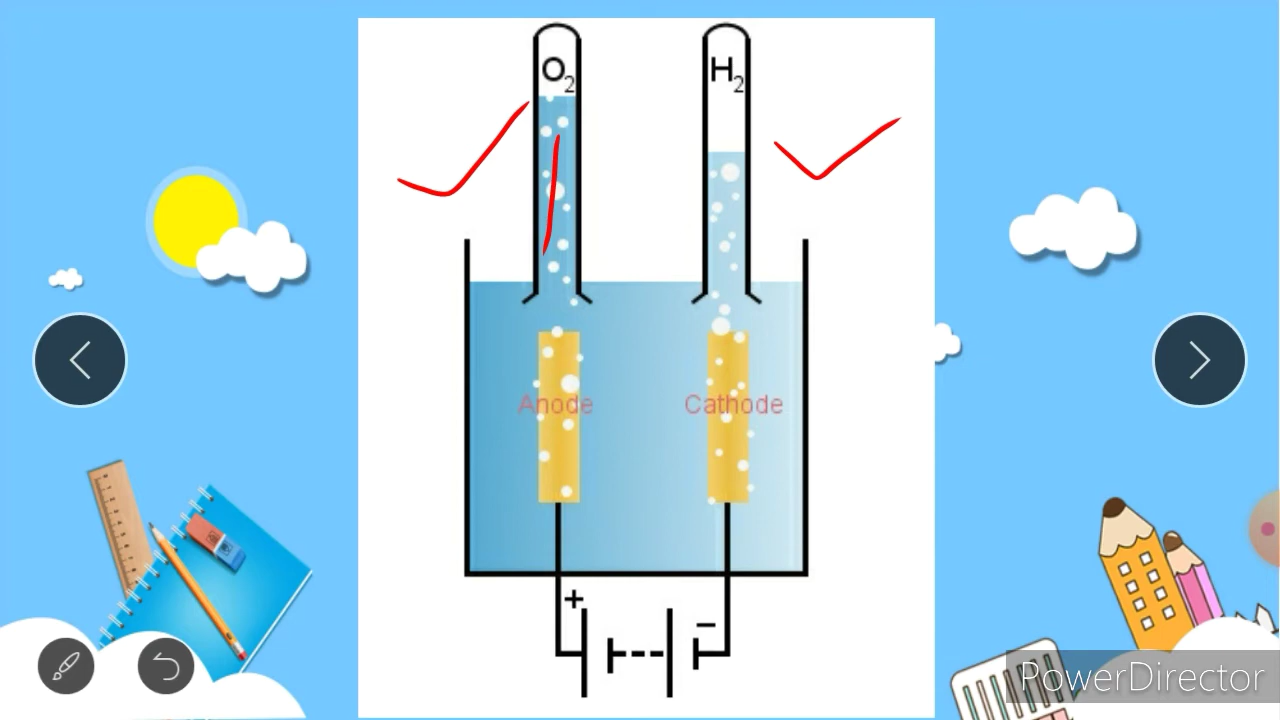 O₂ H₂
Anode Cathode
+ −
PowerDirector